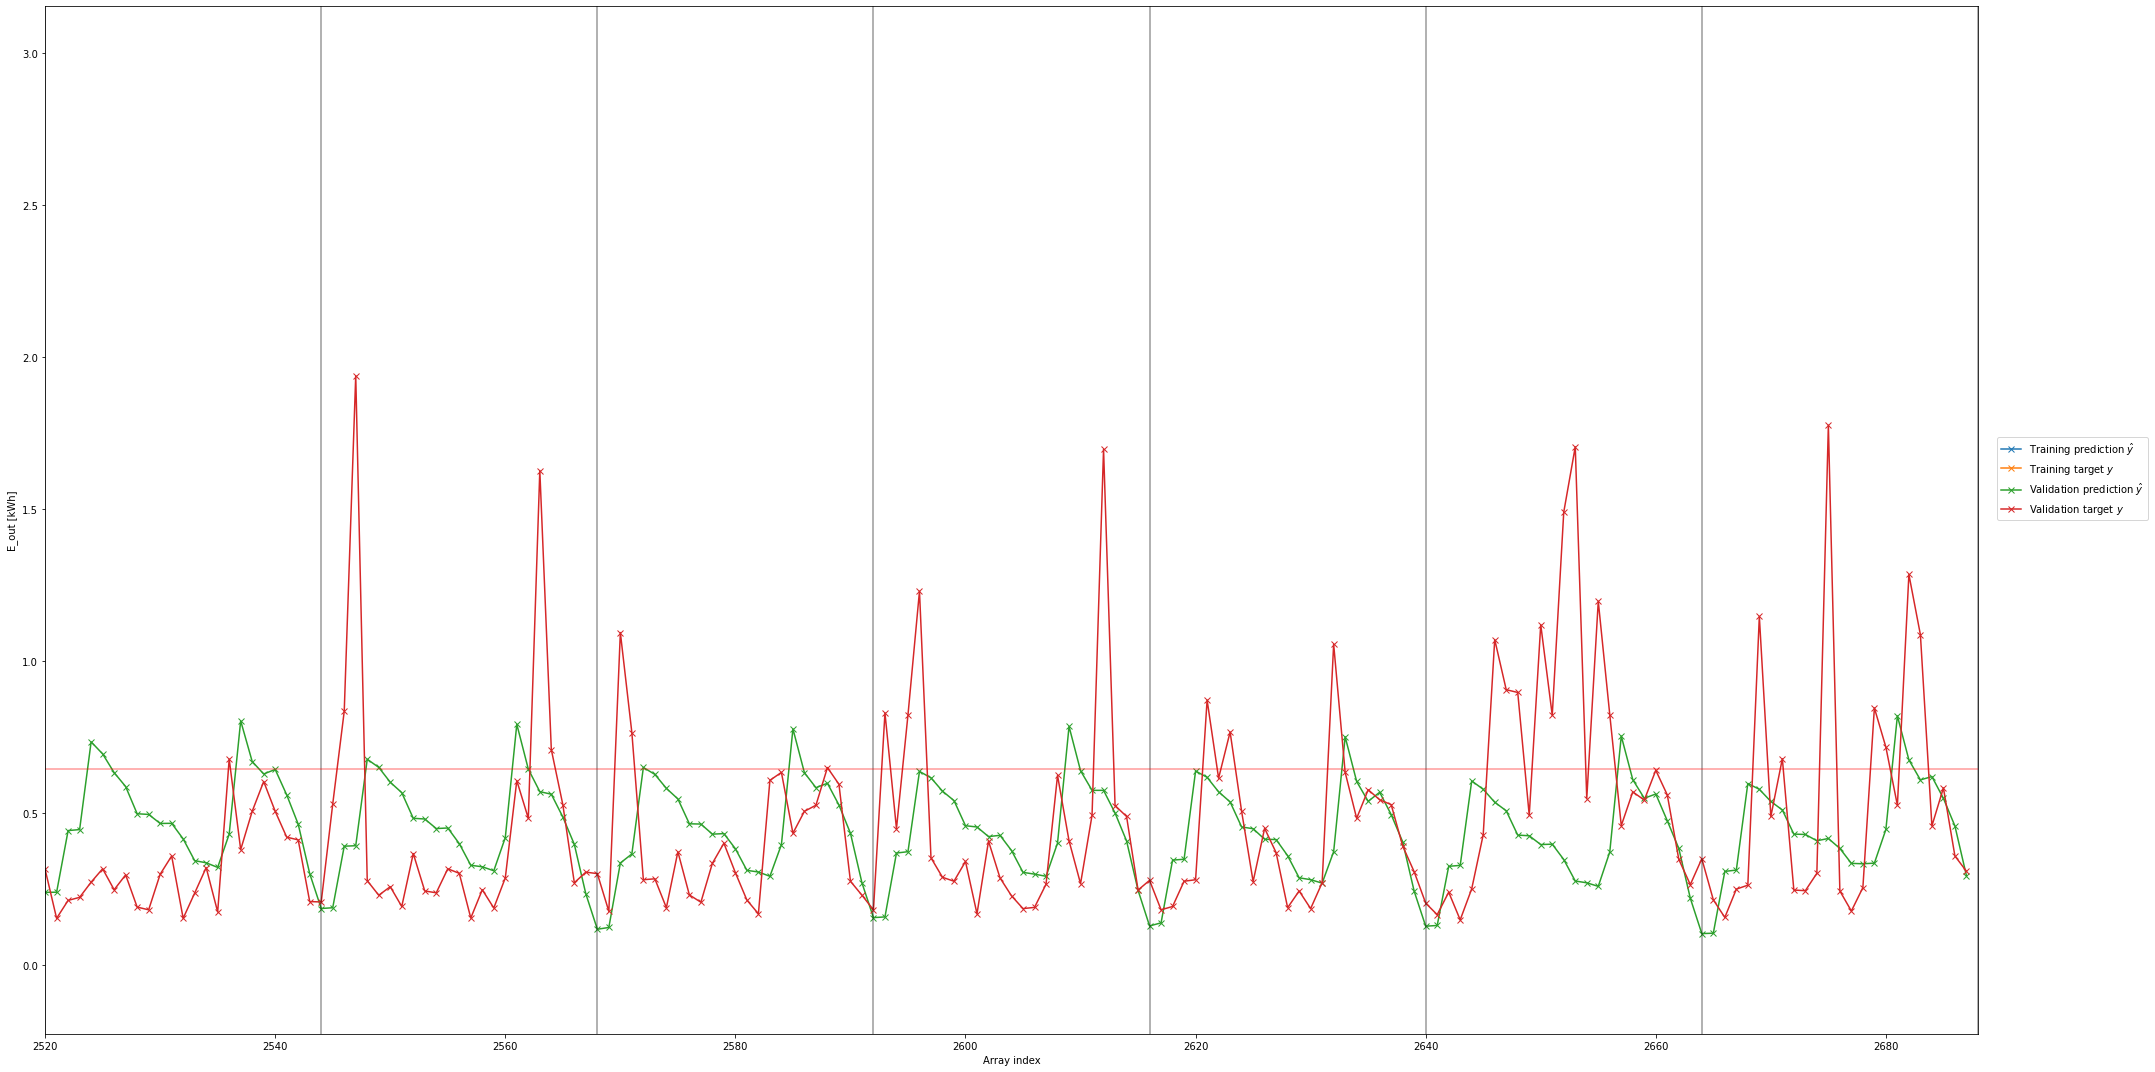 3.0
2.5
2.0
1.5
1.0
0.5
0.0
E_out [kWh]
2520 2540 2560 2580 2600 2620 2640 2660 2680
Array index
Training prediction ŷ
Training target y
Validation prediction ŷ
Validation target y